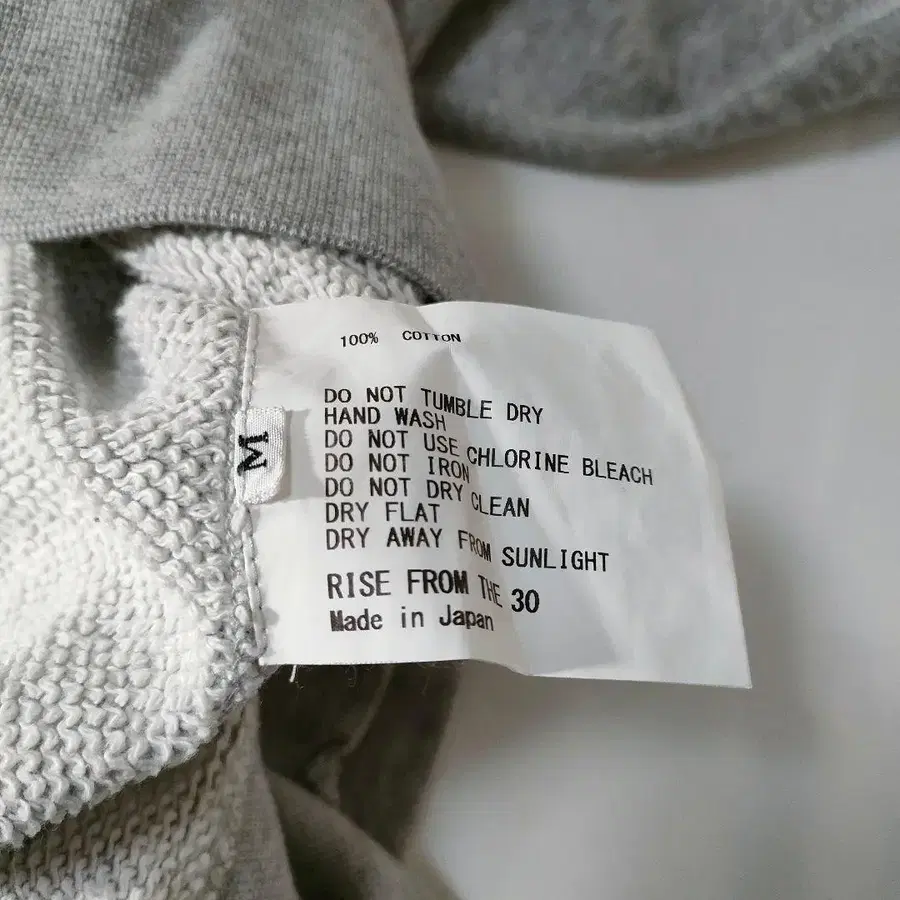 100% COTTON
DO NOT TUMBLE DRY
HAND WASH
DO NOT USE CHLORINE BLEACH
DO NOT IRON
DO NOT DRY CLEAN
DRY FLAT
DRY AWAY FROM SUNLIGHT
RISE FROM THE 30
Made in Japan
M